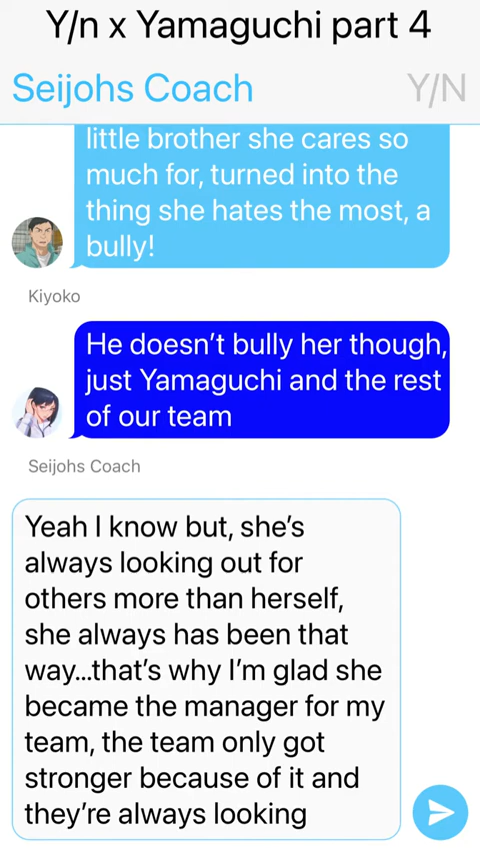 Y/n x Yamaguchi part 4
Seijohs Coach
Y/N
little brother she cares so
much for, turned into the
thing she hates the most, a
bully!
Kiyoko
He doesn't bully her though,
just Yamaguchi and the rest
of our team
Seijohs Coach
Yeah I know but, she's
always looking out for
others more than herself,
she always has been that
way...that's why I'm glad she
became the manager for my
team, the team only got
stronger because of it and
they're always looking